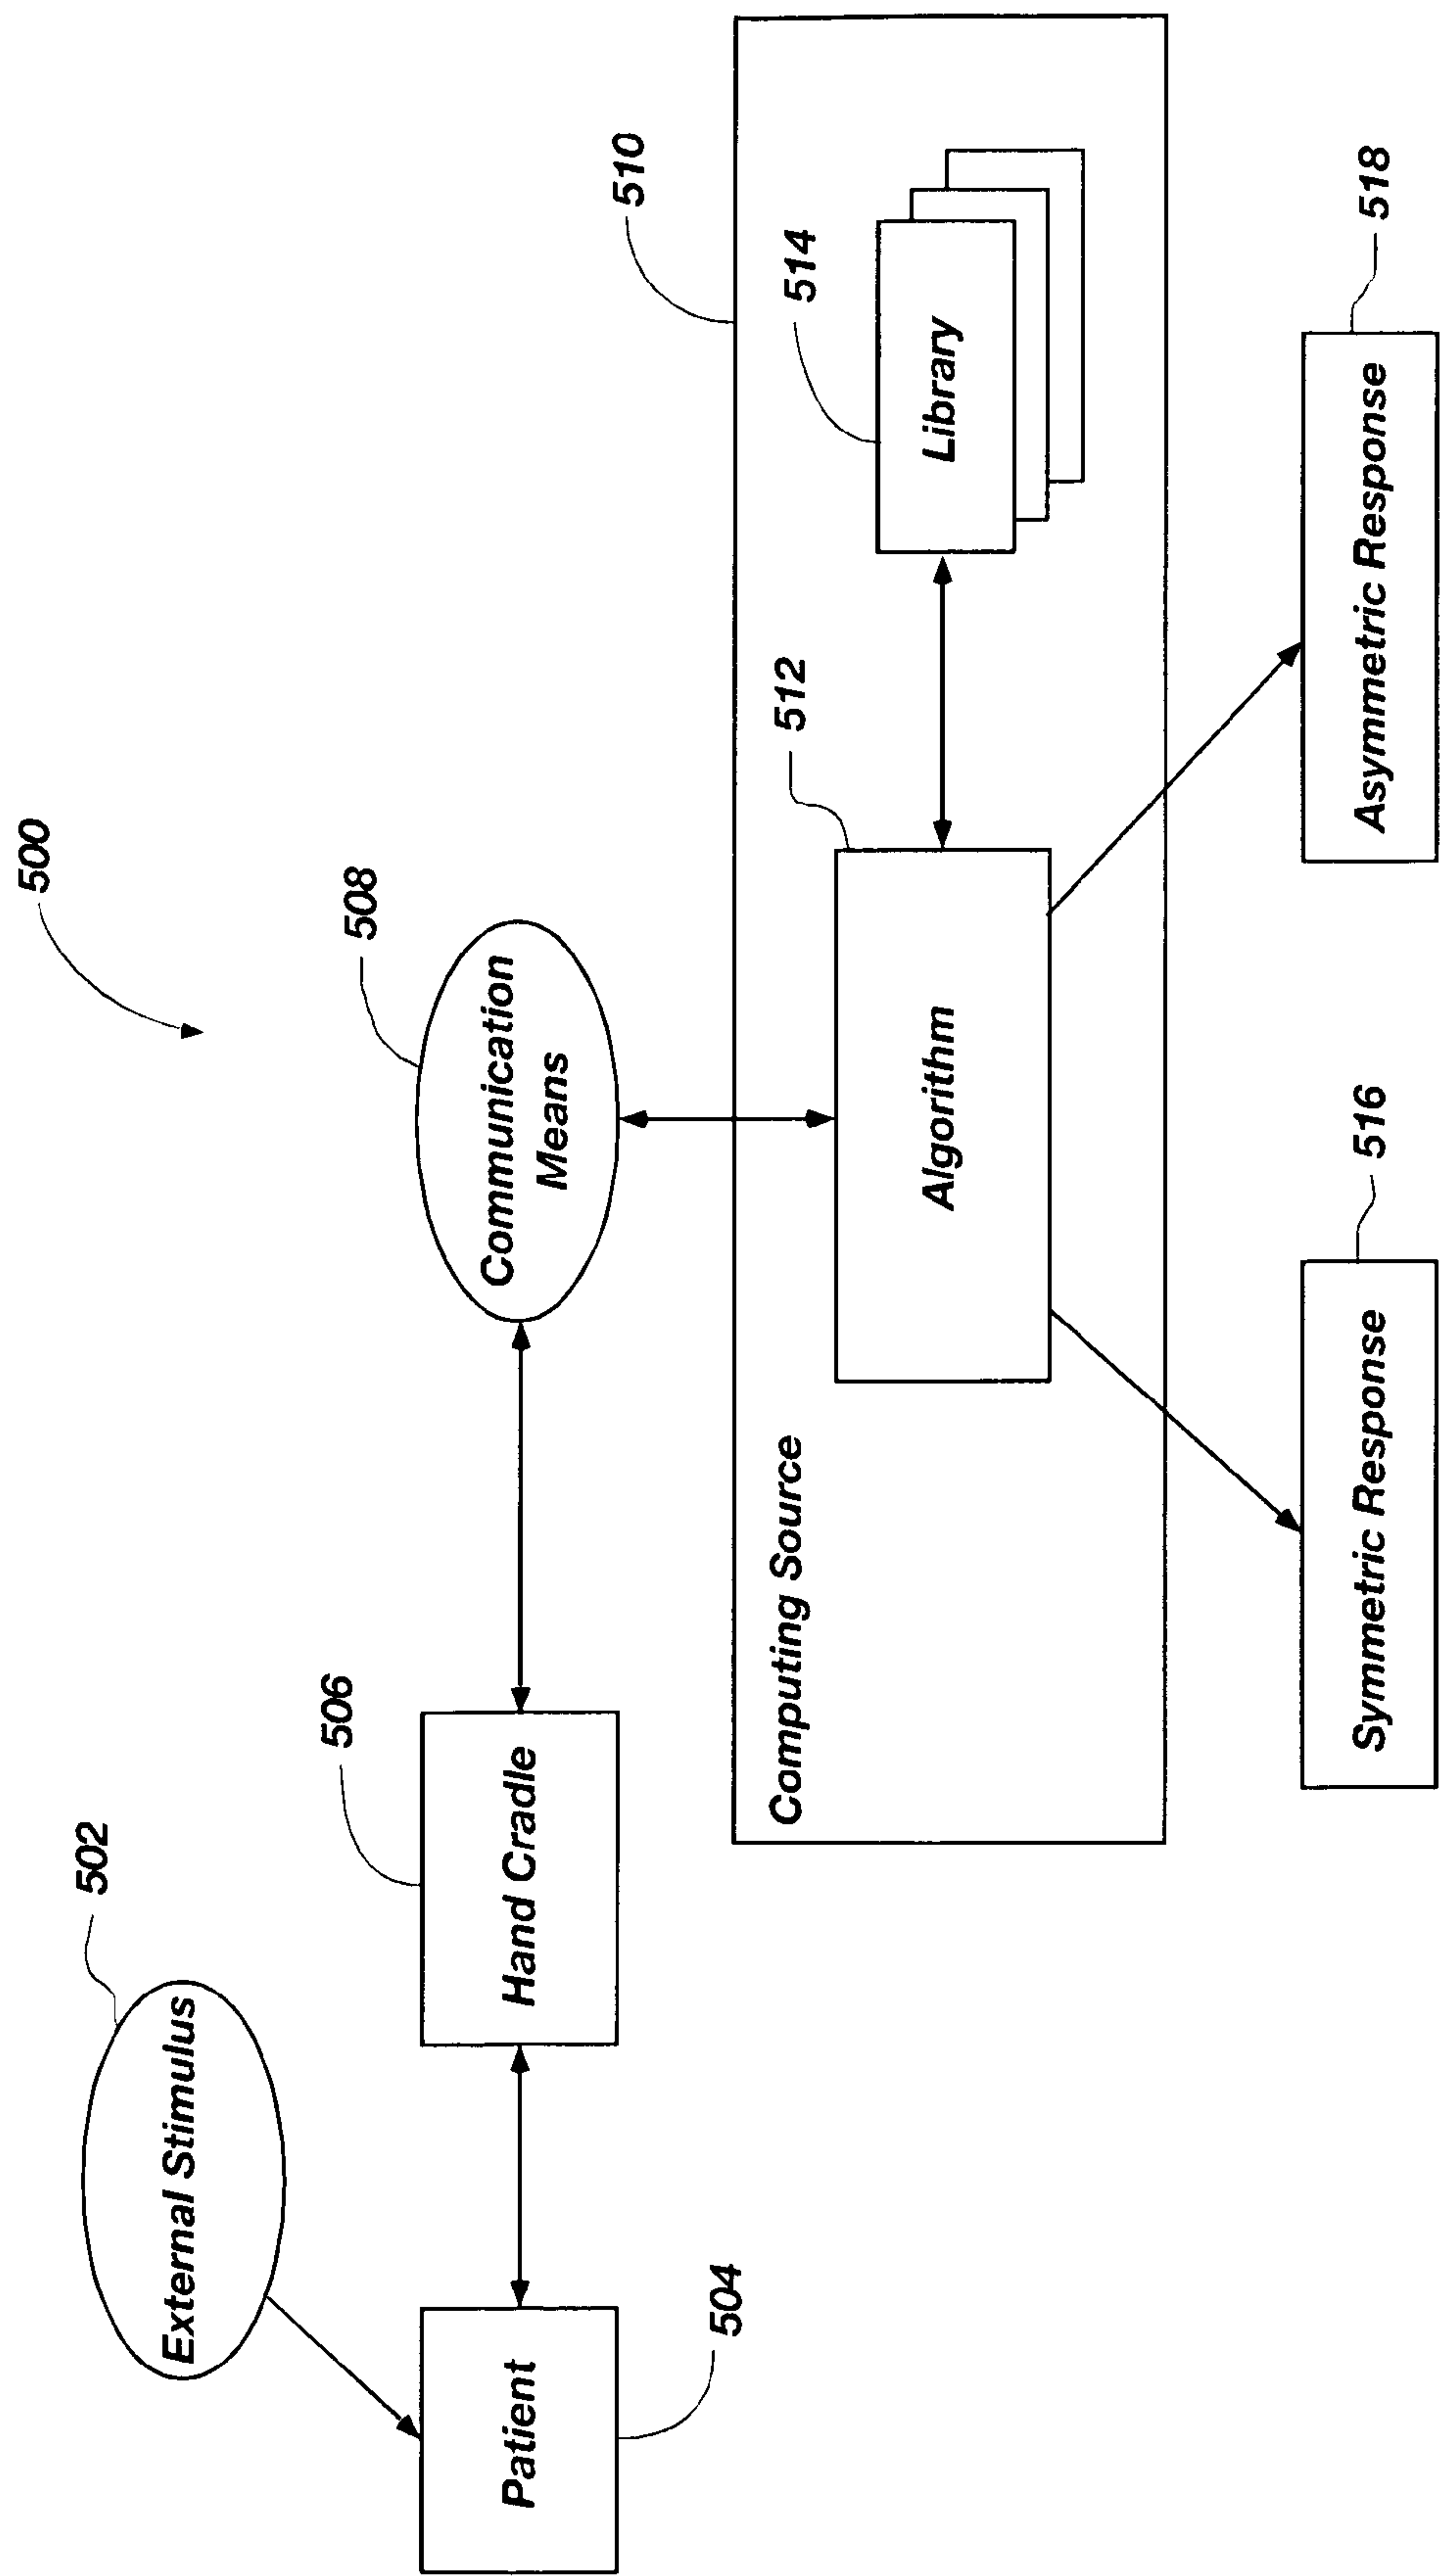 500
502
External Stimulus
508
Communication
Means
506
Hand Cradle
Patient
504
510
Computing Source
512
Algorithm
514
Library
516
Symmetric Response
518
Asymmetric Response